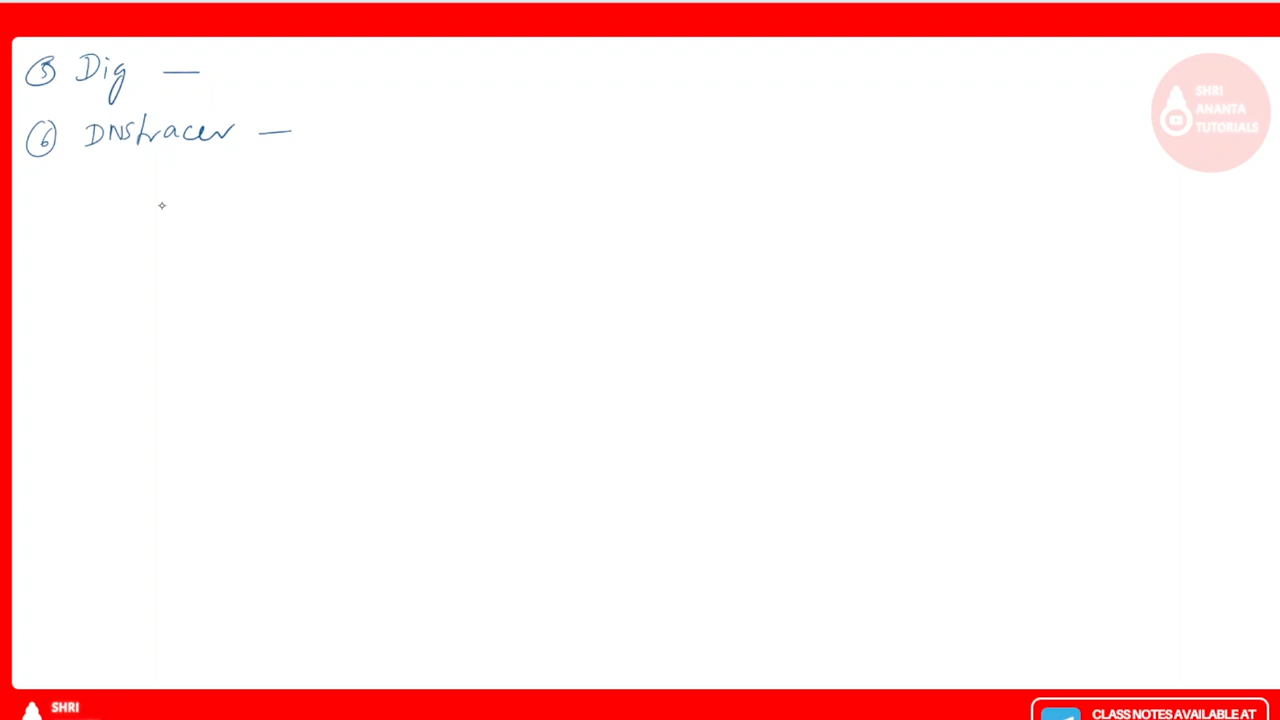 ⑤ Dig —
⑥ DNStracer —
SHRI
ANANTA
TUTORIALS
SHRI
CLASS NOTES AVAILABLE AT